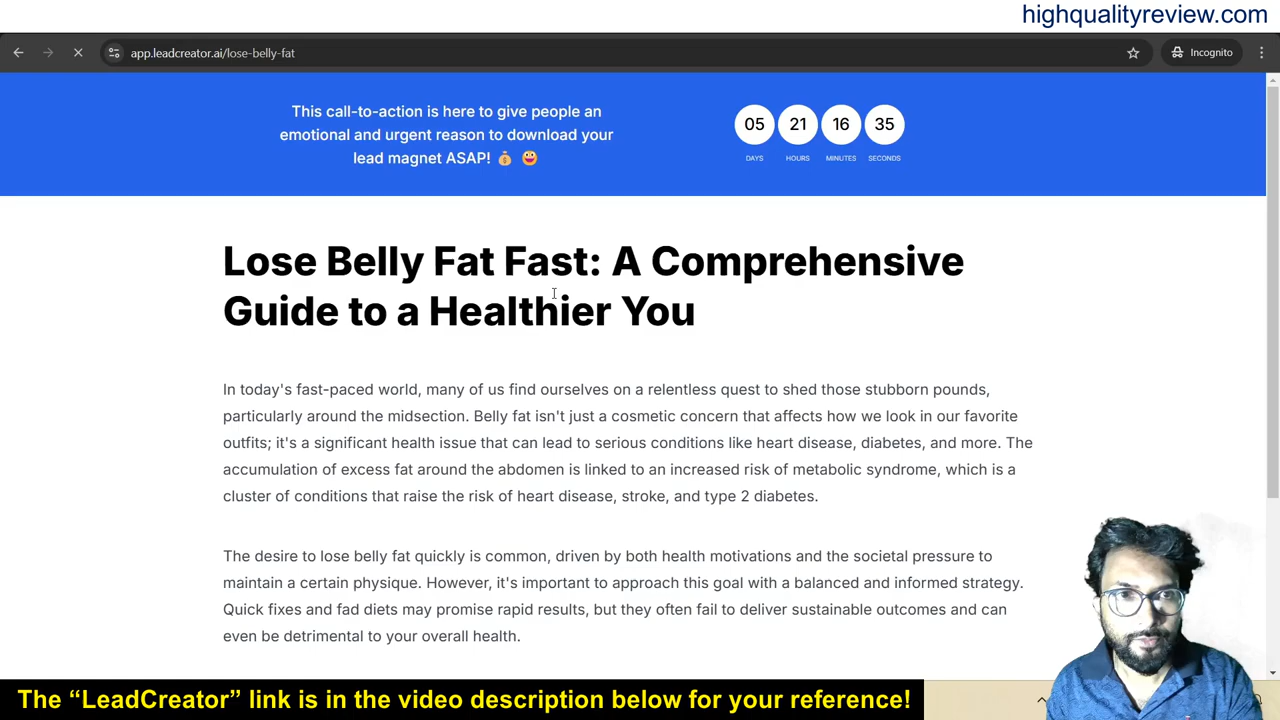 highqualityreview.com
app.leadcreator.ai/lose-belly-fat
Incognito
This call-to-action is here to give people an
emotional and urgent reason to download your
lead magnet ASAP! 💰 🤑
05 21 16 35
DAYS HOURS MINUTES SECONDS
Lose Belly Fat Fast: A Comprehensive
Guide to a Healthier You
In today's fast-paced world, many of us find ourselves on a relentless quest to shed those stubborn pounds,
particularly around the midsection. Belly fat isn't just a cosmetic concern that affects how we look in our favorite
outfits; it's a significant health issue that can lead to serious conditions like heart disease, diabetes, and more. The
accumulation of excess fat around the abdomen is linked to an increased risk of metabolic syndrome, which is a
cluster of conditions that raise the risk of heart disease, stroke, and type 2 diabetes.
The desire to lose belly fat quickly is common, driven by both health motivations and the societal pressure to
maintain a certain physique. However, it's important to approach this goal with a balanced and informed strategy.
Quick fixes and fad diets may promise rapid results, but they often fail to deliver sustainable outcomes and can
even be detrimental to your overall health.
The “LeadCreator” link is in the video description below for your reference!